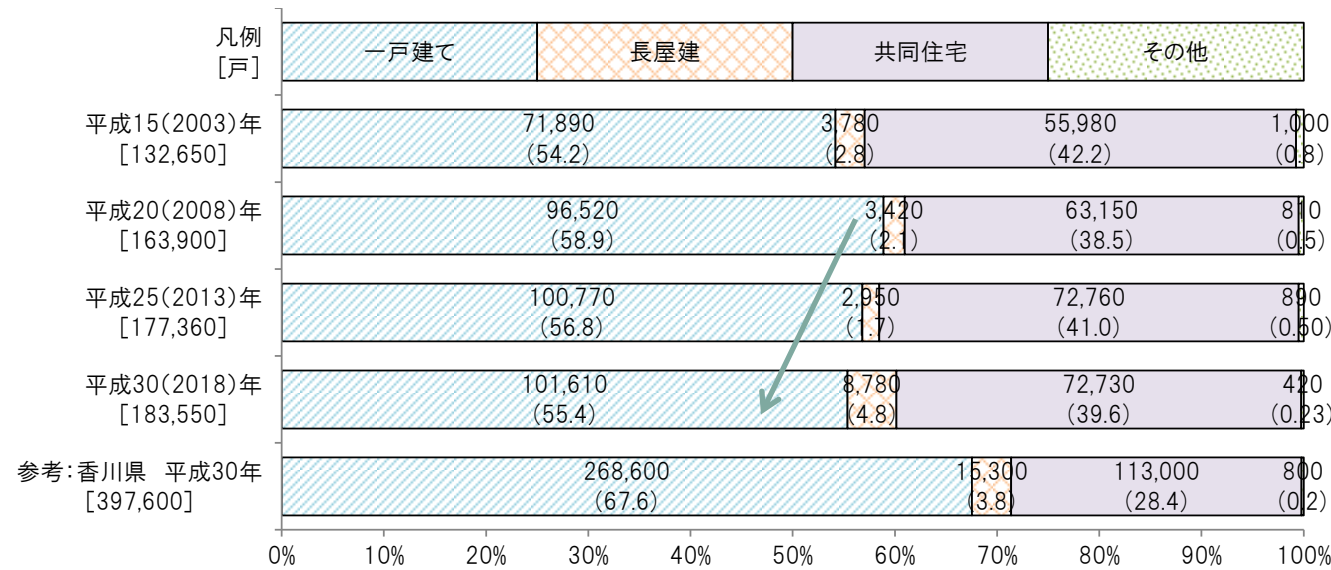 凡例
[戸]
一戸建て 長屋建 共同住宅 その他
平成15(2003)年
[132,650]
71,890 3,780 55,980 1,000
(54.2) (2.8) (42.2) (0.8)
平成20(2008)年
[163,900]
96,520 3,420 63,150 810
(58.9) (2.1) (38.5) (0.5)
平成25(2013)年
[177,360]
100,770 2,950 72,760 890
(56.8) (1.7) (41.0) (0.50)
平成30(2018)年
[183,550]
101,610 8,780 72,730 420
(55.4) (4.8) (39.6) (0.23)
参考:香川県 平成30年
[397,600]
268,600 15,300 113,000 800
(67.6) (3.8) (28.4) (0.2)
0% 10% 20% 30% 40% 50% 60% 70% 80% 90% 100%